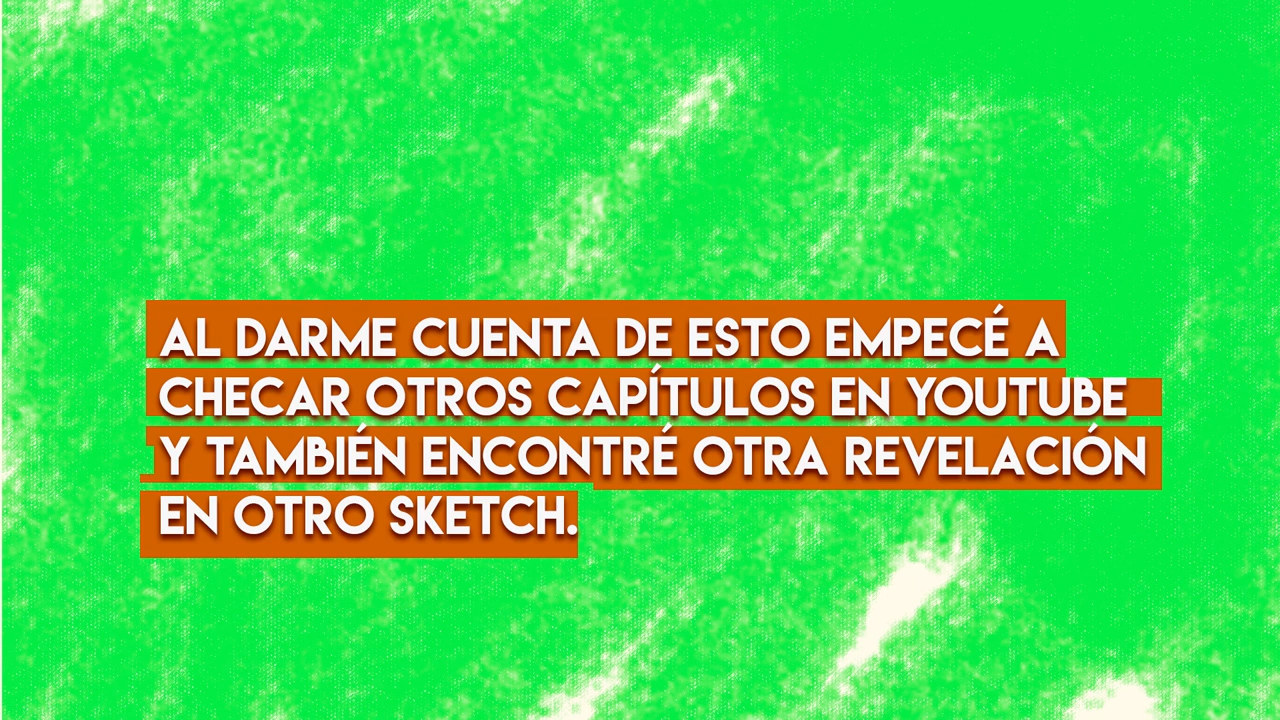 AL DARME CUENTA DE ESTO EMPECÉ A
CHECAR OTROS CAPÍTULOS EN YOUTUBE
Y TAMBIÉN ENCONTRÉ OTRA REVELACIÓN
EN OTRO SKETCH.